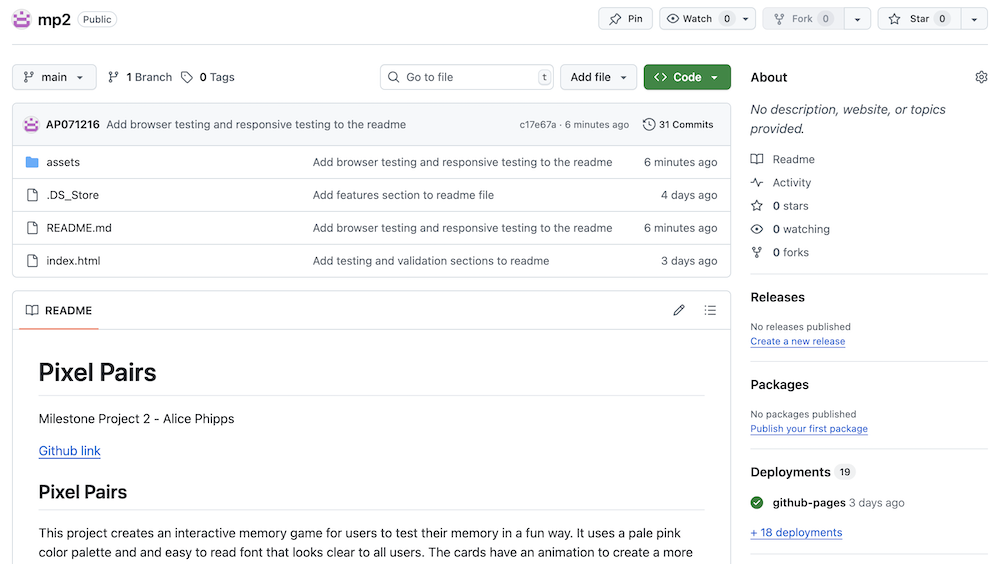 mp2 Public Pin Watch 0 Fork 0 Star 0
main 1 Branch 0 Tags Go to file t Add file Code
AP071216 Add browser testing and responsive testing to the readme c17e67a · 6 minutes ago 31 Commits
assets Add browser testing and responsive testing to the readme 6 minutes ago
.DS_Store Add features section to readme file 4 days ago
README.md Add browser testing and responsive testing to the readme 6 minutes ago
index.html Add testing and validation sections to readme 3 days ago
README
Pixel Pairs
Milestone Project 2 - Alice Phipps
Github link
Pixel Pairs
This project creates an interactive memory game for users to test their memory in a fun way. It uses a pale pink
color palette and and easy to read font that looks clear to all users. The cards have an animation to create a more
About
No description, website, or topics
provided.
Readme
Activity
0 stars
0 watching
0 forks
Releases
No releases published
Create a new release
Packages
No packages published
Publish your first package
Deployments 19
github-pages 3 days ago
+ 18 deployments